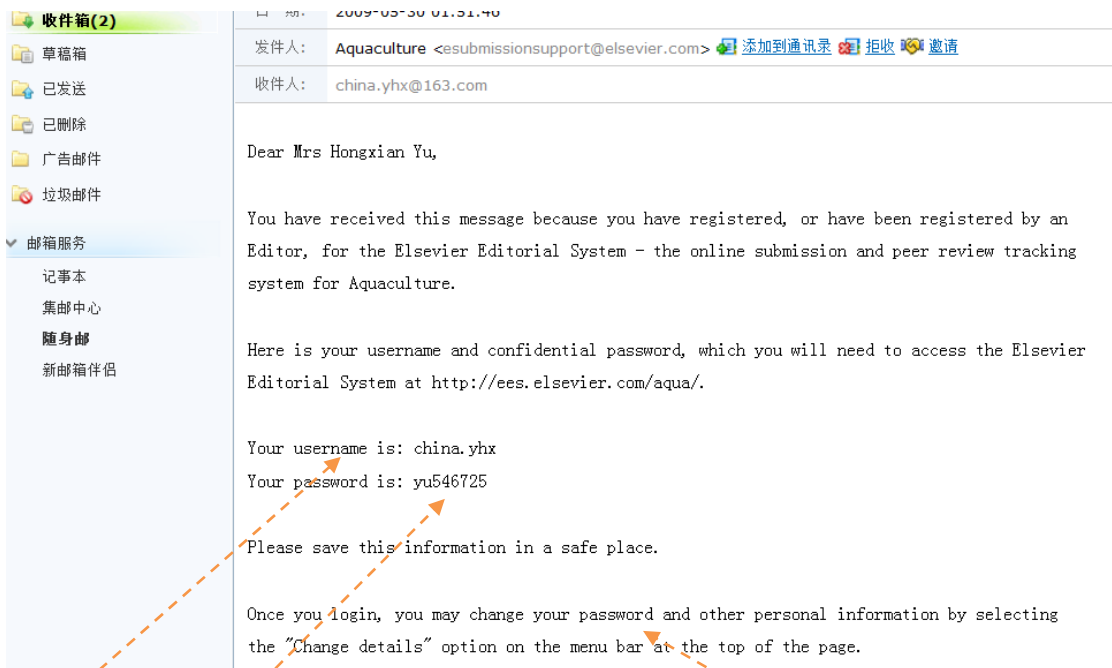 收件箱(2)
草稿箱
已发送
已删除
广告邮件
垃圾邮件
邮箱服务
记事本
集邮中心
随身邮
新邮箱伴侣
发件人: Aquaculture <esubmissionsupport@elsevier.com> 添加到通讯录 拒收 邀请
收件人: china.yhx@163.com
Dear Mrs Hongxian Yu,
You have received this message because you have registered, or have been registered by an
Editor, for the Elsevier Editorial System - the online submission and peer review tracking
system for Aquaculture.
Here is your username and confidential password, which you will need to access the Elsevier
Editorial System at http://ees.elsevier.com/aqua/.
Your username is: china.yhx
Your password is: yu546725
Please save this information in a safe place.
Once you login, you may change your password and other personal information by selecting
the "Change details" option on the menu bar at the top of the page.